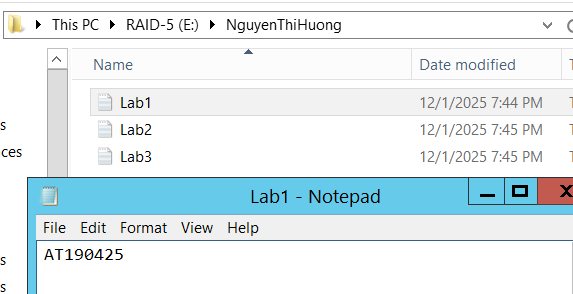 This PC RAID-5 (E:) NguyenThiHuong
Name Date modified
Lab1 12/1/2025 7:44 PM
Lab2 12/1/2025 7:45 PM
Lab3 12/1/2025 7:45 PM
Lab1 - Notepad
File Edit Format View Help
AT190425